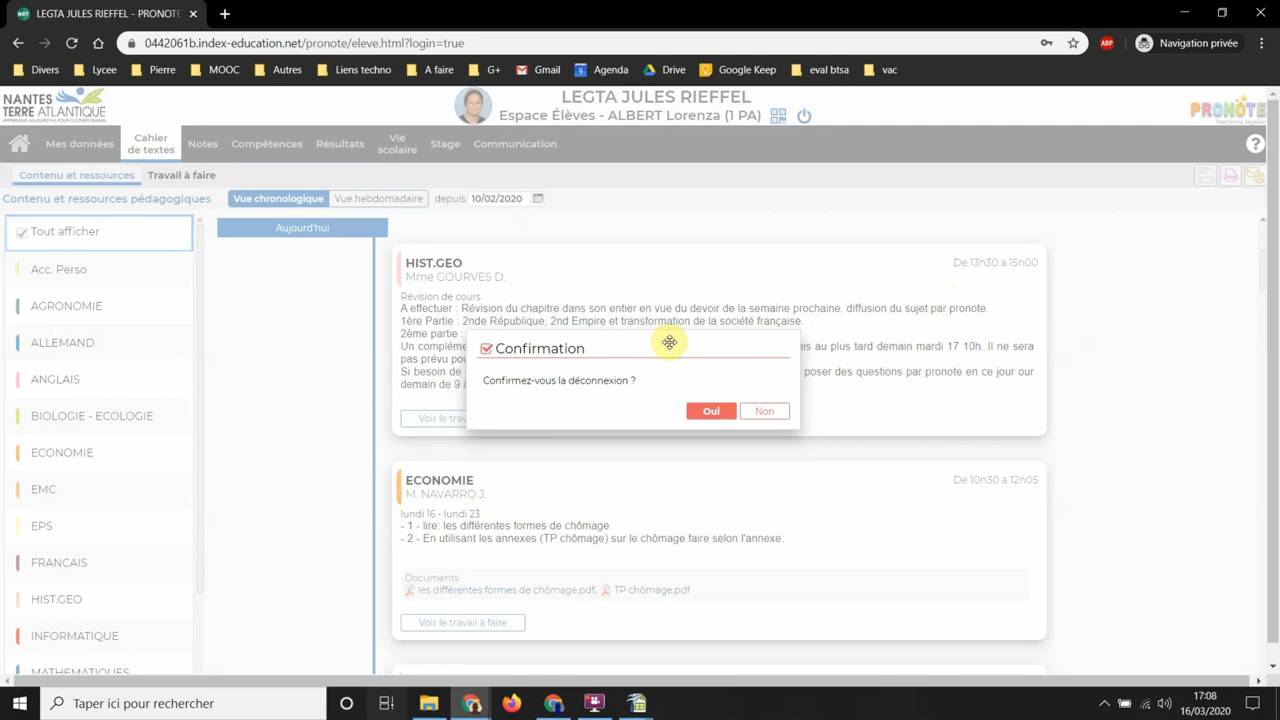 LEGTA JULES RIEFFEL - PRONOTE
0442061b.index-education.net/pronote/eleve.html?login=true
ABP
Navigation privée
Divers
Lycee
Pierre
MOOC
Autres
Liens techno
A faire
G+
Gmail
Agenda
Drive
Google Keep
eval btsa
vac
NANTES
TERRE ATLANTIQUE
LEGTA JULES RIEFFEL
Espace Élèves - ALBERT Lorenza (1 PA)
PRONOTE
Mentions légales
Mes données
Cahier de textes
Notes
Compétences
Résultats
Vie scolaire
Stage
Communication
?
Contenu et ressources
Travail à faire
Contenu et ressources pédagogiques
Vue chronologique
Vue hebdomadaire
depuis
10/02/2020
Tout afficher
Acc. Perso
AGRONOMIE
ALLEMAND
ANGLAIS
BIOLOGIE - ECOLOGIE
ECONOMIE
EMC
EPS
FRANCAIS
HIST.GEO
INFORMATIQUE
MATHEMATIQUES
Aujourd'hui
HIST.GEO
De 13h30 à 15h00
Mme GOURVES D.
Révision de cours
A effectuer : Révision du chapitre dans son entier en vue du devoir de la semaine prochaine. diffusion du sujet par pronote.
1ère Partie : 2nde République, 2nd Empire et transformation de la société française.
2ème partie :
Un complém
is au plus tard demain mardi 17 10h. Il ne sera
pas prévu pou
Si besoin de
poser des questions par pronote en ce jour our
demain de 9 à
Voir le trav
Confirmation
Confirmez-vous la déconnexion ?
Oui
Non
ECONOMIE
De 10h30 à 12h05
M. NAVARRO J.
lundi 16 - lundi 23
- 1 - lire: les différentes formes de chômage
- 2 - En utilisant les annexes (TP chômage) sur le chômage faire selon l'annexe.
Documents
les différentes formes de chômage.pdf, TP chômage.pdf
Voir le travail à faire
Taper ici pour rechercher
17:08
16/03/2020